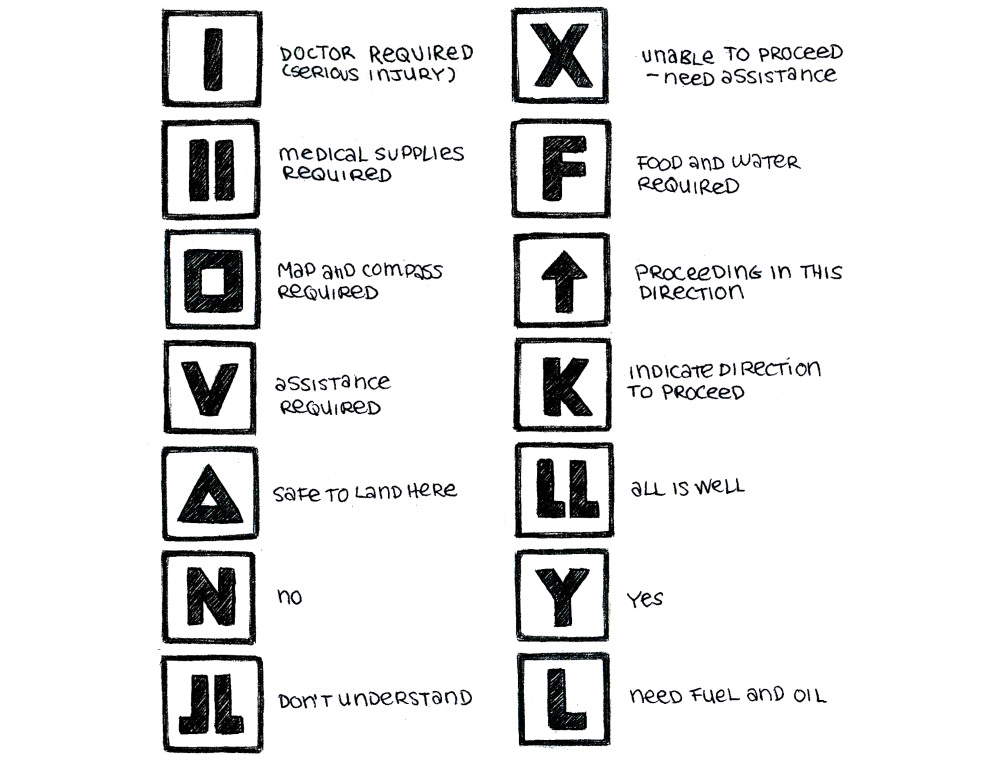 I
DOCTOR REQUIRED
(SERIOUS INJURY)
II
MEDICAL SUPPLIES
REQUIRED
MAP and COMPASS
REQUIRED
V
ASSISTANCE
REQUIRED
SAFE TO LAND HERE
N
NO
JL
DON'T UNDERSTAND
X
UNABLE TO PROCEED
- NEED ASSISTANCE
F
FOOD AND WATER
REQUIRED
PROCEEDING IN THIS
DIRECTION
K
INDICATE DIRECTION
TO PROCEED
LL
ALL IS WELL
Y
YES
L
NEED FUEL AND OIL